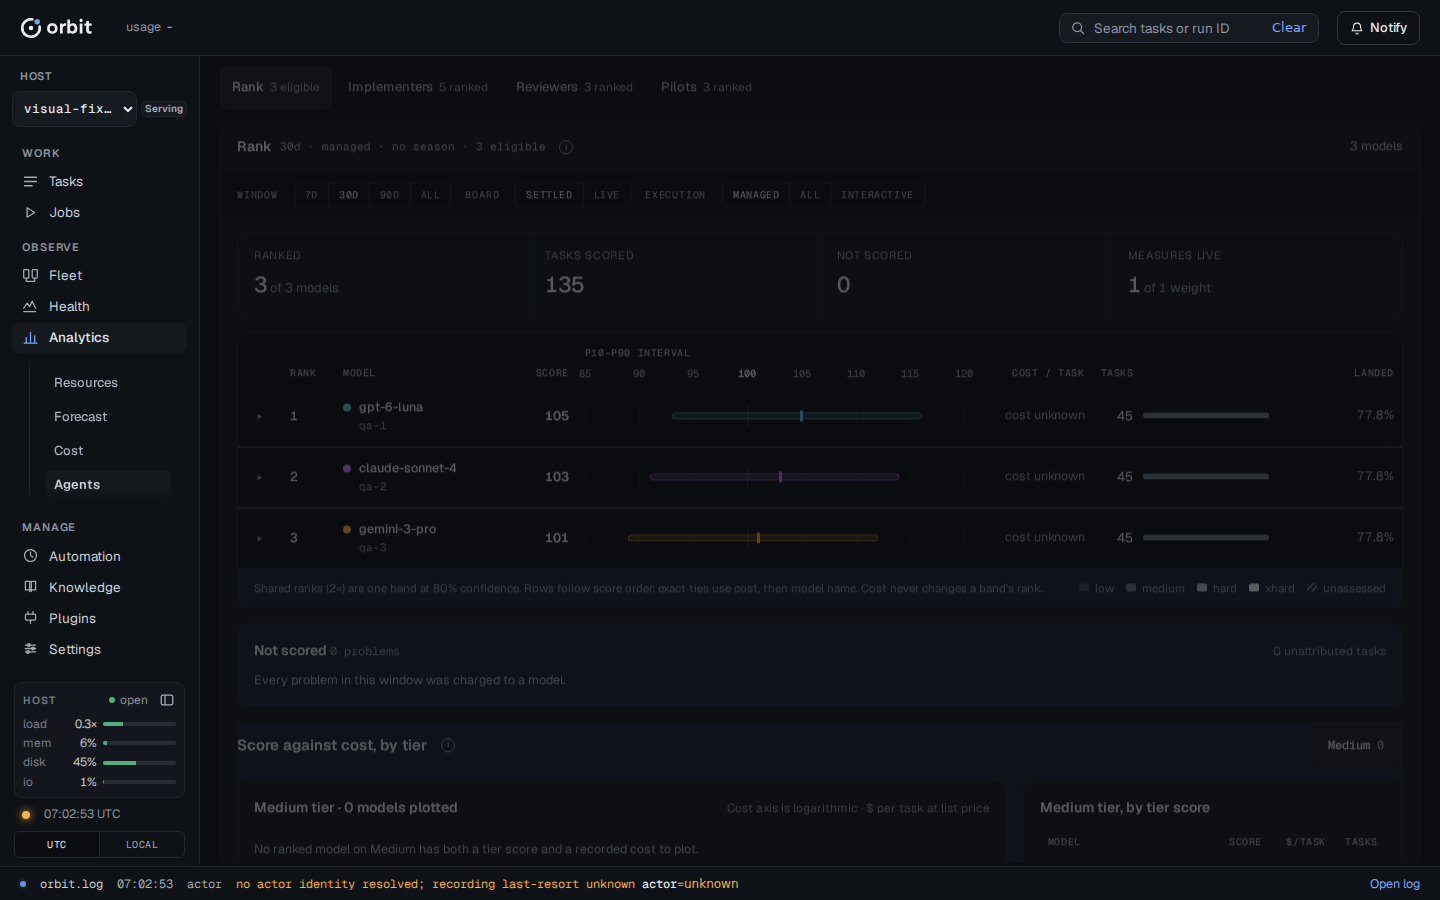 orbit
usage -
Search tasks or run ID
Clear
Notify
HOST
visual-fix…
Serving
WORK
Tasks
Jobs
OBSERVE
Fleet
Health
Analytics
Resources
Forecast
Cost
Agents
MANAGE
Automation
Knowledge
Plugins
Settings
HOST open
load 0.3×
mem 6%
disk 45%
io 1%
07:02:53 UTC
UTC LOCAL
Rank 3 eligible Implementers 5 ranked Reviewers 3 ranked Pilots 3 ranked
Rank 30d · managed · no season · 3 eligible
3 models
WINDOW 7D 30D 90D ALL BOARD SETTLED LIVE EXECUTION MANAGED ALL INTERACTIVE
RANKED TASKS SCORED NOT SCORED MEASURES LIVE
3 of 3 models 135 0 1 of 1 weight
P10–P90 INTERVAL
RANK MODEL SCORE 85 90 95 100 105 110 115 120 COST / TASK TASKS LANDED
1 gpt-6-luna 105 cost unknown 45 77.8%
qa-1
2 claude-sonnet-4 103 cost unknown 45 77.8%
qa-2
3 gemini-3-pro 101 cost unknown 45 77.8%
qa-3
Shared ranks (2=) are one band at 80% confidence. Rows follow score order, exact ties use cost, then model name. Cost never changes a band's rank.
low medium hard xhard unassessed
Not scored 0 problems
0 unattributed tasks
Every problem in this window was charged to a model.
Score against cost, by tier
Medium 0
Medium tier · 0 models plotted
Cost axis is logarithmic · $ per task at list price
No ranked model on Medium has both a tier score and a recorded cost to plot.
Medium tier, by tier score
MODEL SCORE $/TASK TASKS
orbit.log 07:02:53 actor no actor identity resolved; recording last-resort unknown actor=unknown
Open log